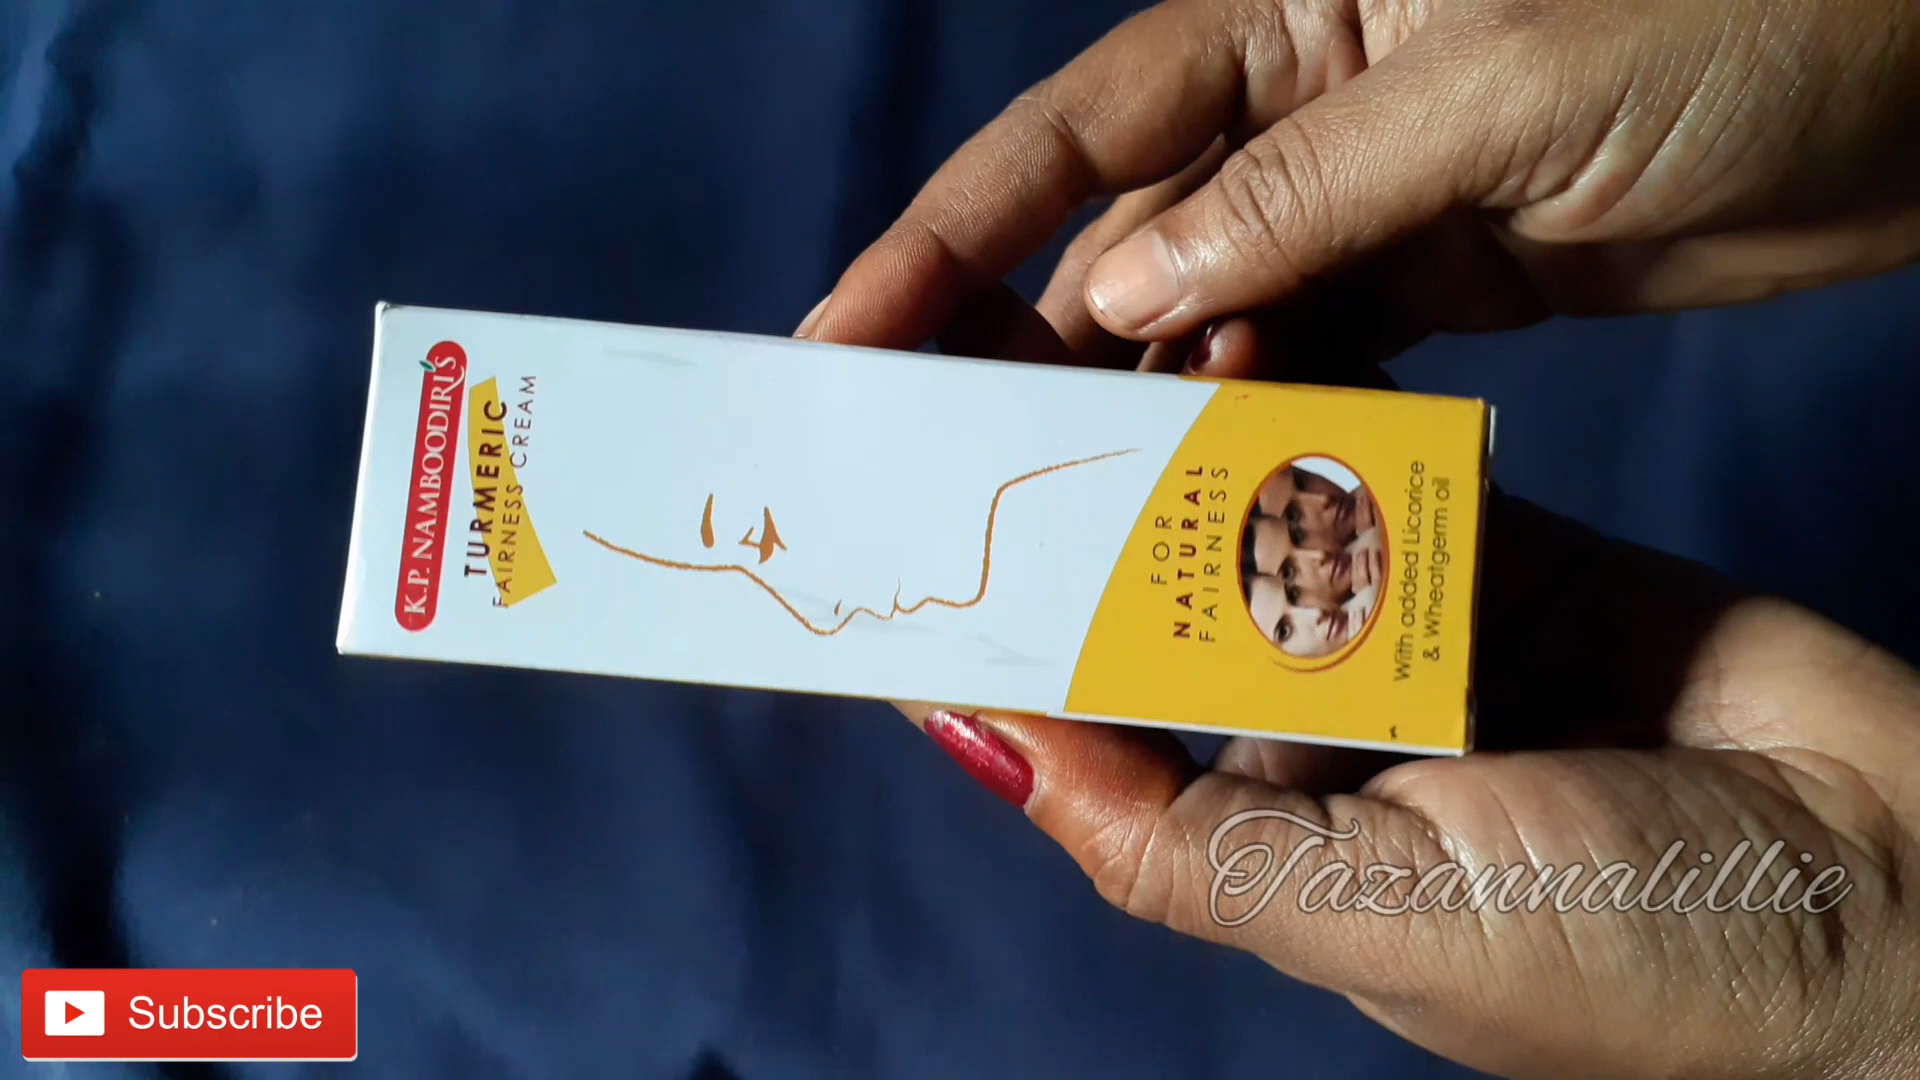 K.P. NAMBOODIRI'S
TURMERIC
FAIRNESS CREAM
FOR
NATURAL
FAIRNESS
With added Licorice
& Wheatgerm oil
Tazannalillie
Subscribe